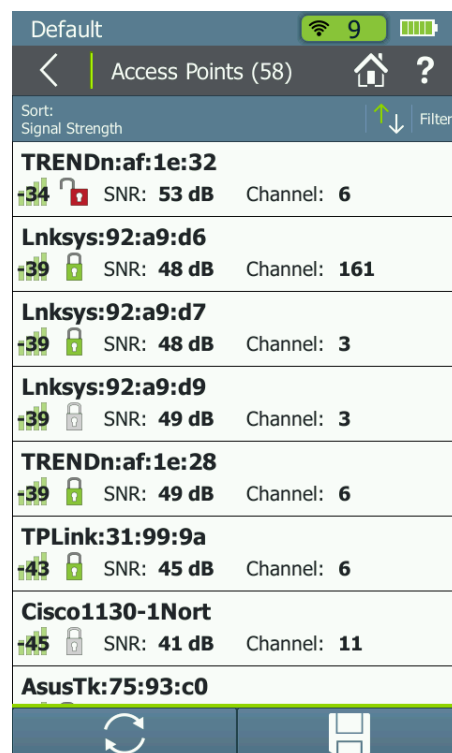 Default 9
Access Points (58) ?
Sort:
Signal Strength
Filter
TRENDn:af:1e:32
-34 SNR: 53 dB Channel: 6
Lnksys:92:a9:d6
-39 SNR: 48 dB Channel: 161
Lnksys:92:a9:d7
-39 SNR: 48 dB Channel: 3
Lnksys:92:a9:d9
-39 SNR: 49 dB Channel: 3
TRENDn:af:1e:28
-39 SNR: 49 dB Channel: 6
TPLink:31:99:9a
-43 SNR: 45 dB Channel: 6
Cisco1130-1Nort
-45 SNR: 41 dB Channel: 11
AsusTk:75:93:c0